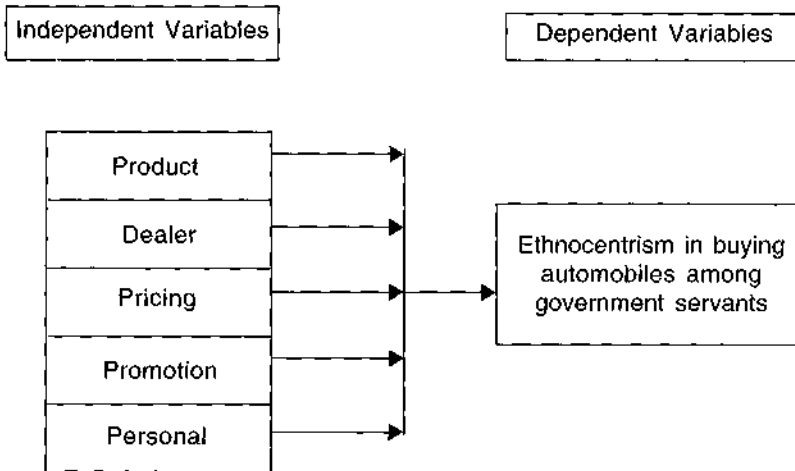 Independent Variables
Dependent Variables
Product
Dealer
Pricing
Promotion
Personal
Ethnocentrism in buying
automobiles among
government servants